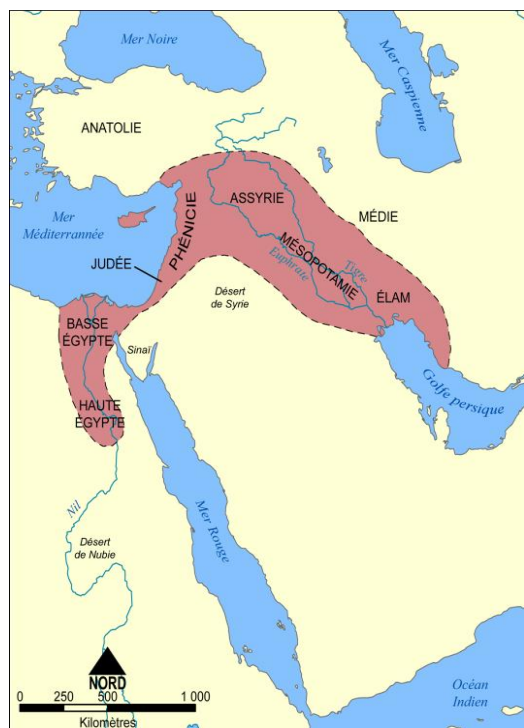 Mer Noire
Mer Caspienne
ANATOLIE
ASSYRIE
MÉDIE
PHÉNICIE
Mer
Méditerrannée
MÉSOPOTAMIE
Tigre
Euphrate
JUDÉE
ÉLAM
Désert
de Syrie
BASSE
ÉGYPTE
Sinaï
Golfe persique
HAUTE
ÉGYPTE
Nil
Mer Rouge
Désert
de Nubie
NORD
0 250 500 1 000
Kilomètres
Océan
Indien